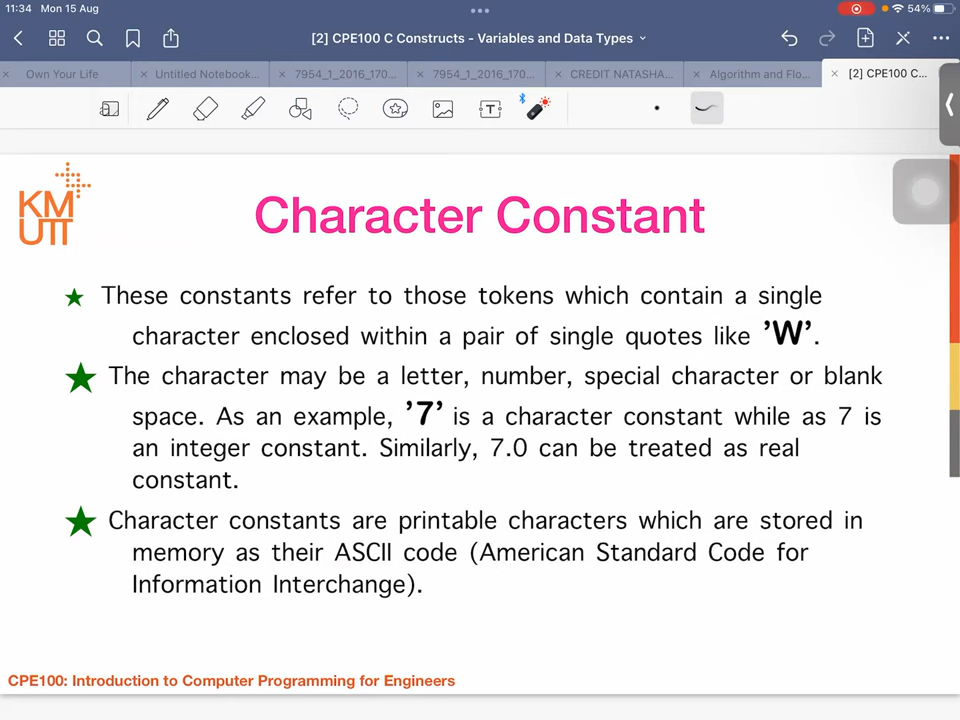 11:34 Mon 15 Aug
54%
[2] CPE100 C Constructs - Variables and Data Types
Own Your Life
Untitled Notebook...
7954_1_2016_170...
7954_1_2016_170...
CREDIT NATASHA...
Algorithm and Flo...
[2] CPE100 C...
T
KM
UTT
Character Constant
These constants refer to those tokens which contain a single
character enclosed within a pair of single quotes like ’W’.
The character may be a letter, number, special character or blank
space. As an example, ’7’ is a character constant while as 7 is
an integer constant. Similarly, 7.0 can be treated as real
constant.
Character constants are printable characters which are stored in
memory as their ASCII code (American Standard Code for
Information Interchange).
CPE100: Introduction to Computer Programming for Engineers